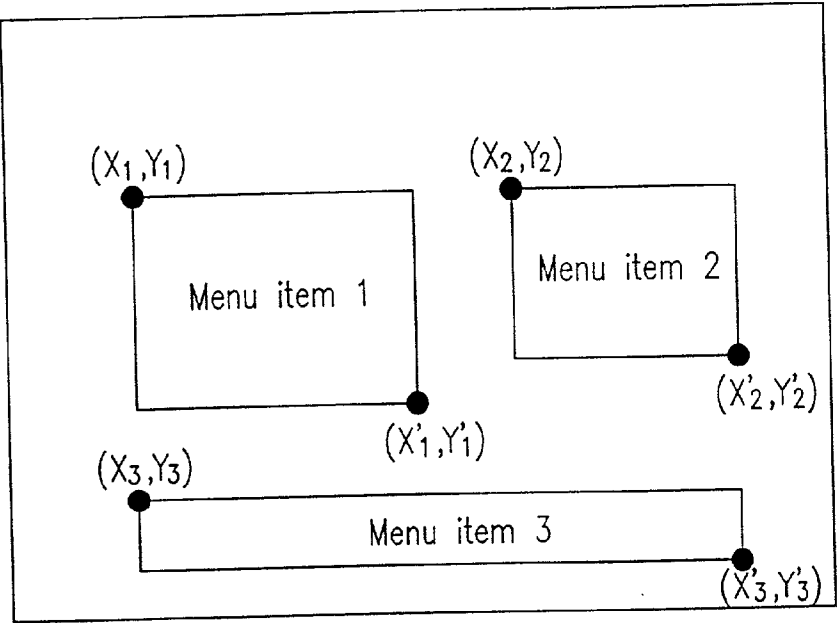 (X1,Y1)
(X2,Y2)
Menu item 1
Menu item 2
(X'1,Y'1)
(X'2,Y'2)
(X3,Y3)
Menu item 3
(X'3,Y'3)